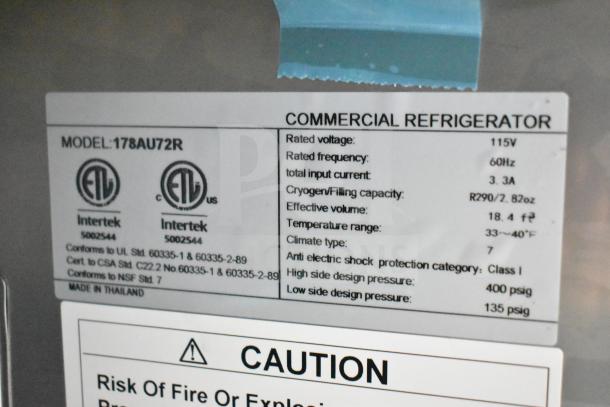 COMMERCIAL REFRIGERATOR
MODEL:178AU72R
ETL
Intertek
5002544
c ETL us
Intertek
5002544
Conforms to UL Std. 60335-1 & 60335-2-89
Cert. to CSA Std. C22.2 No.60335-1 & 60335-2-89
Conforms to NSF Std. 7
MADE IN THAILAND
Rated voltage: 115V
Rated frequency: 60Hz
total input current: 3.3A
Cryogen/Filling capacity: R290/2.82oz
Effective volume: 18.4 ft³
Temperature range: 33~40°F
Climate type: 7
Anti electric shock protection category: Class I
High side design pressure: 400 psig
Low side design pressure: 135 psig
CAUTION
Risk Of Fire Or